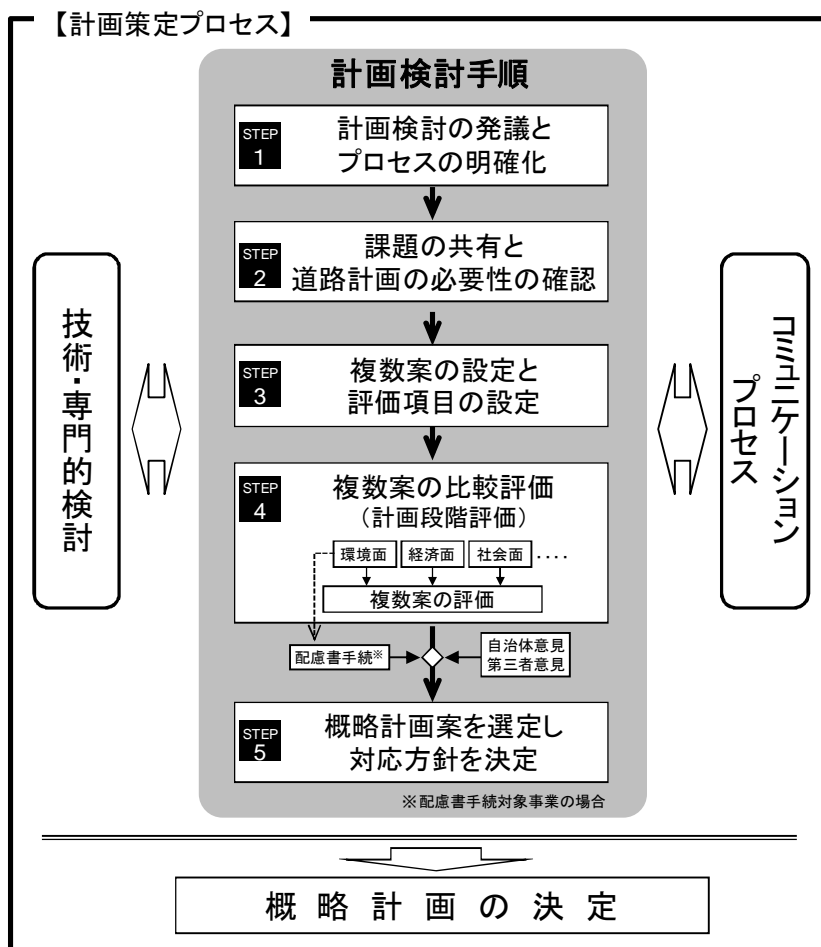 【計画策定プロセス】
計画検討手順
STEP
1
計画検討の発議と
プロセスの明確化
STEP
2
課題の共有と
道路計画の必要性の確認
STEP
3
複数案の設定と
評価項目の設定
STEP
4
複数案の比較評価
(計画段階評価)
環境面
経済面
社会面
‥‥
複数案の評価
配慮書手続※
自治体意見
第三者意見
STEP
5
概略計画案を選定し
対応方針を決定
※配慮書手続対象事業の場合
技術・専門的検討
コミュニケーション
プロセス
概略計画の決定